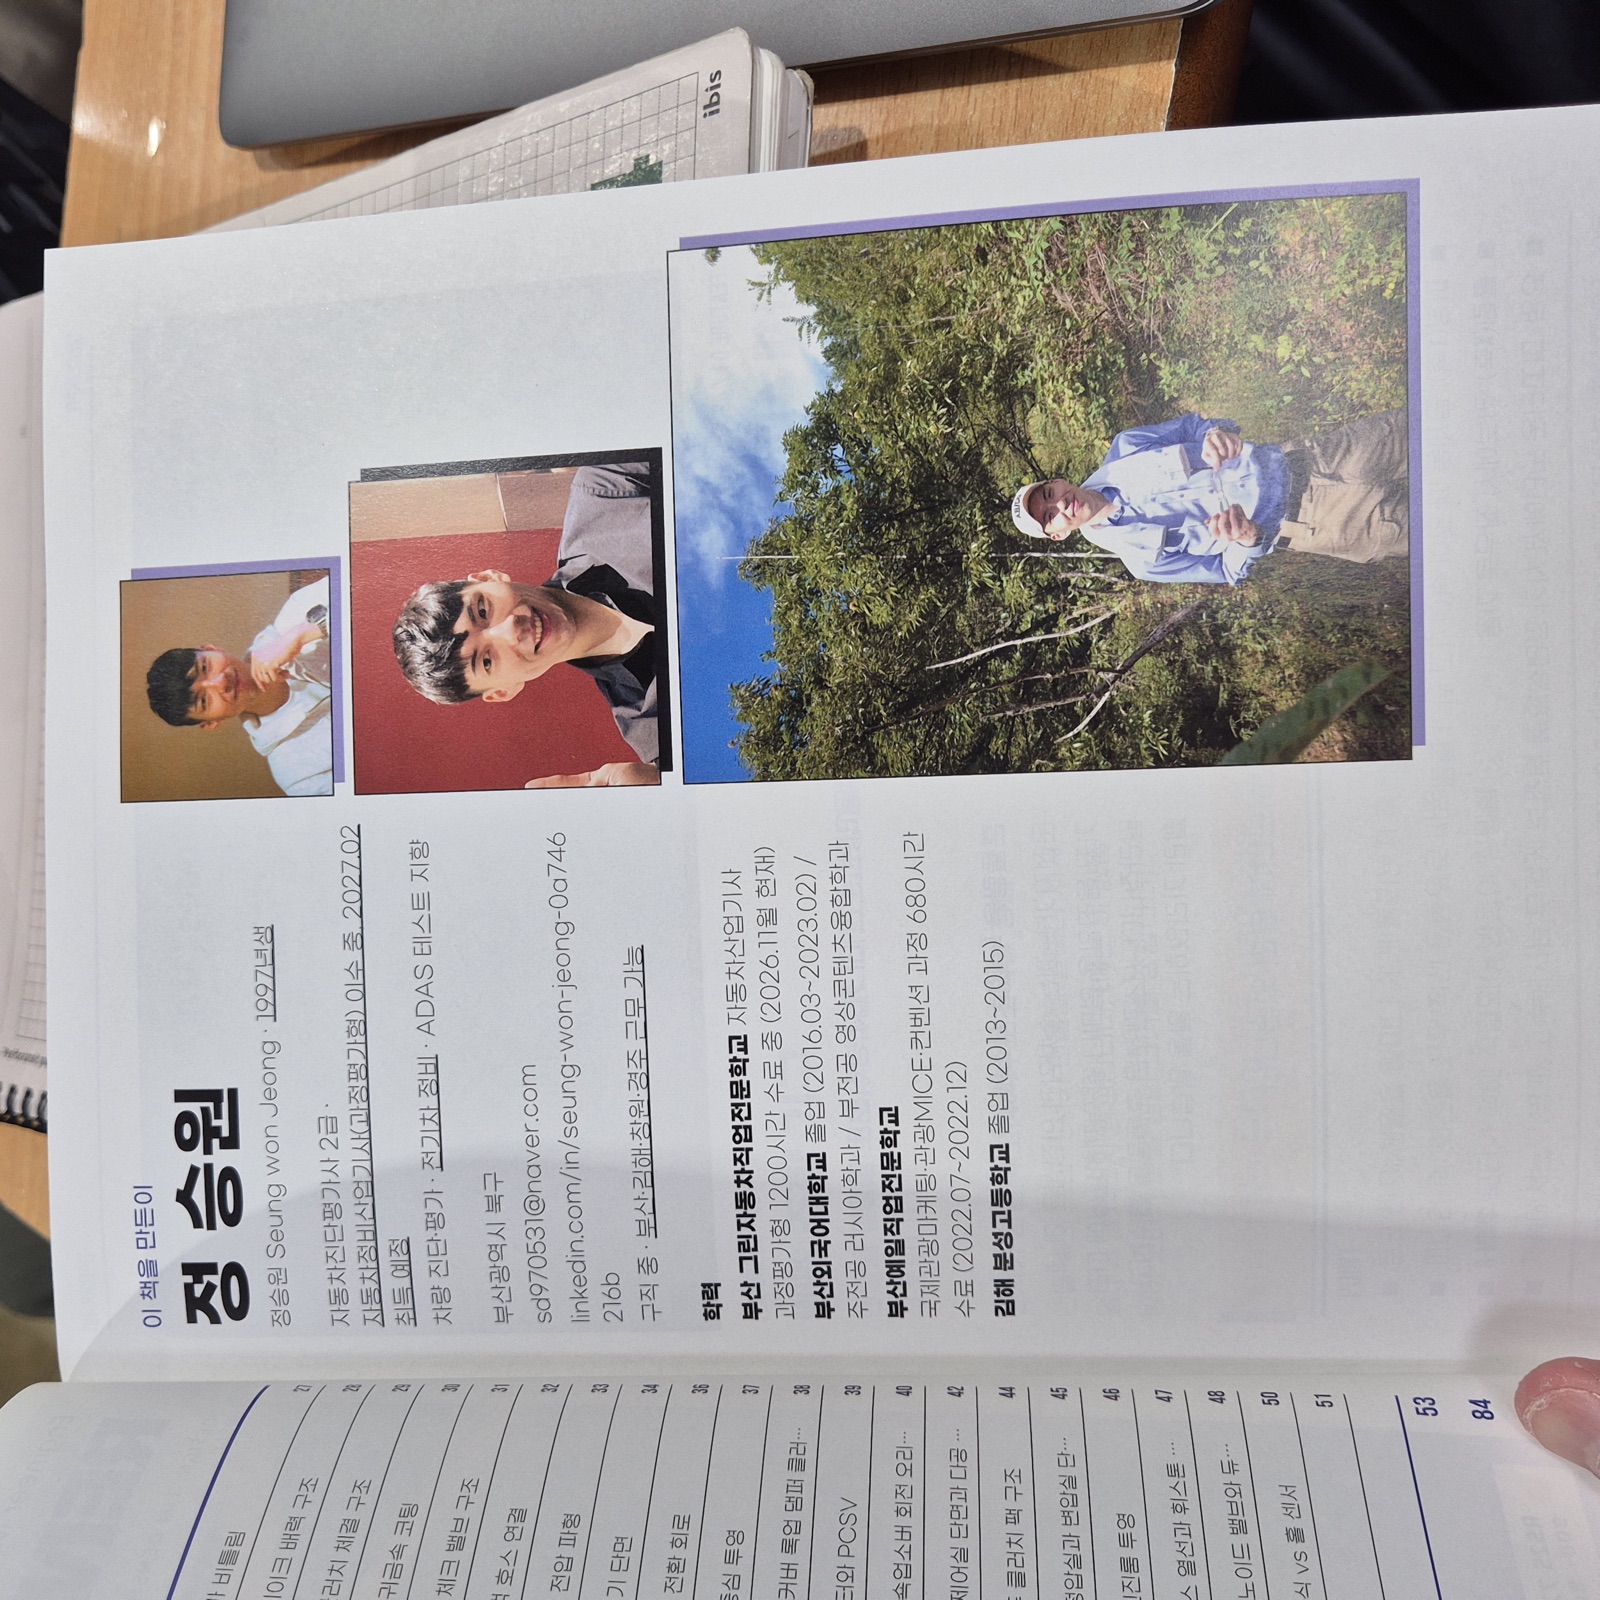 비틀림
27
이크 배력 구조
28
러치 체결 구조
29
귀금속 코팅
30
체크 밸브 구조
31
호스 연결
32
전압 파형
33
기 단면
34
전환 회로
36
중심 투영
37
커버 록업 댐퍼 클러…
38
터와 PCSV
39
쇽업소버 회전 오리…
40
제어실 단면과 다공 …
42
클러치 팩 구조
44
정압실과 변압실 단…
45
진룸 투영
46
스 열선과 휘스톤 …
47
노이드 밸브와 듀…
48
식 vs 홀 센서
50
51
53
84
이 책을 만든이
정 승원
정승원 Seung won Jeong · 1997년생
자동차진단평가사 2급 ·
자동차정비산업기사(과정평가형) 이수 중, 2027.02
취득 예정
차량 진단·평가 · 전기차 정비 · ADAS 테스트 지향
부산광역시 북구
sd970531@naver.com
linkedin.com/in/seung-won-jeong-0a746
216b
구직 중 · 부산·김해·창원·경주 근무 가능
학력
부산 그린자동차직업전문학교 자동차산업기사
과정평가형 1200시간 수료 중 (2026.11월 현재)
부산외국어대학교 졸업 (2016.03~2023.02) /
주전공 러시아학과 / 부전공 영상콘텐츠융합학과
부산예일직업전문학교
국제관광마케팅·관광MICE·컨벤션 과정 680시간
수료 (2022.07~2022.12)
김해 분성고등학교 졸업 (2013~2015)
ibis